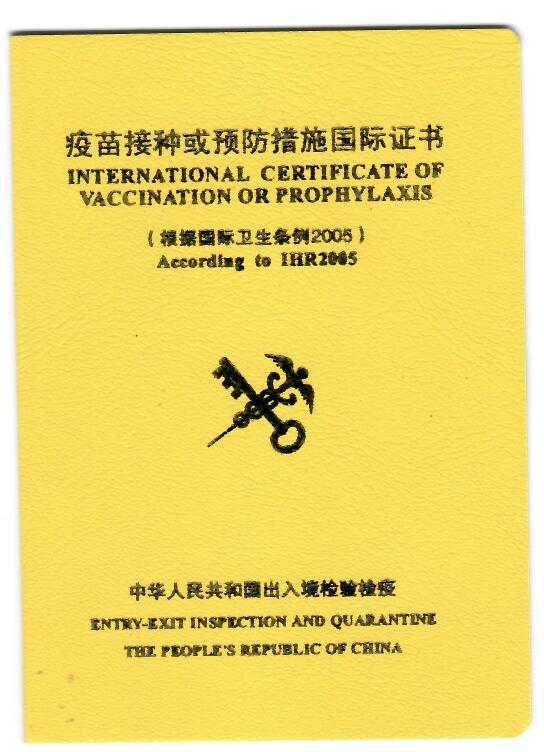 疫苗接种或预防措施国际证书
INTERNATIONAL CERTIFICATE OF
VACCINATION OR PROPHYLAXIS
（根据国际卫生条例2005）
According to IHR2005
中华人民共和国出入境检验检疫
ENTRY-EXIT INSPECTION AND QUARANTINE
THE PEOPLE'S REPUBLIC OF CHINA